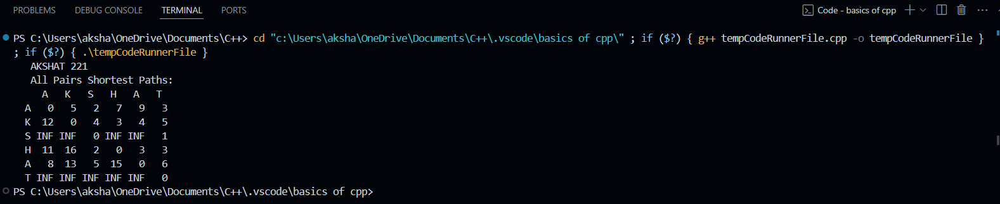 PROBLEMS DEBUG CONSOLE TERMINAL PORTS Code - basics of cpp
PS C:\Users\aksha\OneDrive\Documents\C++> cd "c:\Users\aksha\OneDrive\Documents\C++\.vscode\basics of cpp\" ; if ($?) { g++ tempCodeRunnerFile.cpp -o tempCodeRunnerFile }
; if ($?) { .\tempCodeRunnerFile }
AKSHAT 221
All Pairs Shortest Paths:
A K S H A T
A 0 5 2 7 9 3
K 12 0 4 3 4 5
S INF INF 0 INF INF 1
H 11 16 2 0 3 3
A 8 13 5 15 0 6
T INF INF INF INF INF 0
PS C:\Users\aksha\OneDrive\Documents\C++\.vscode\basics of cpp>